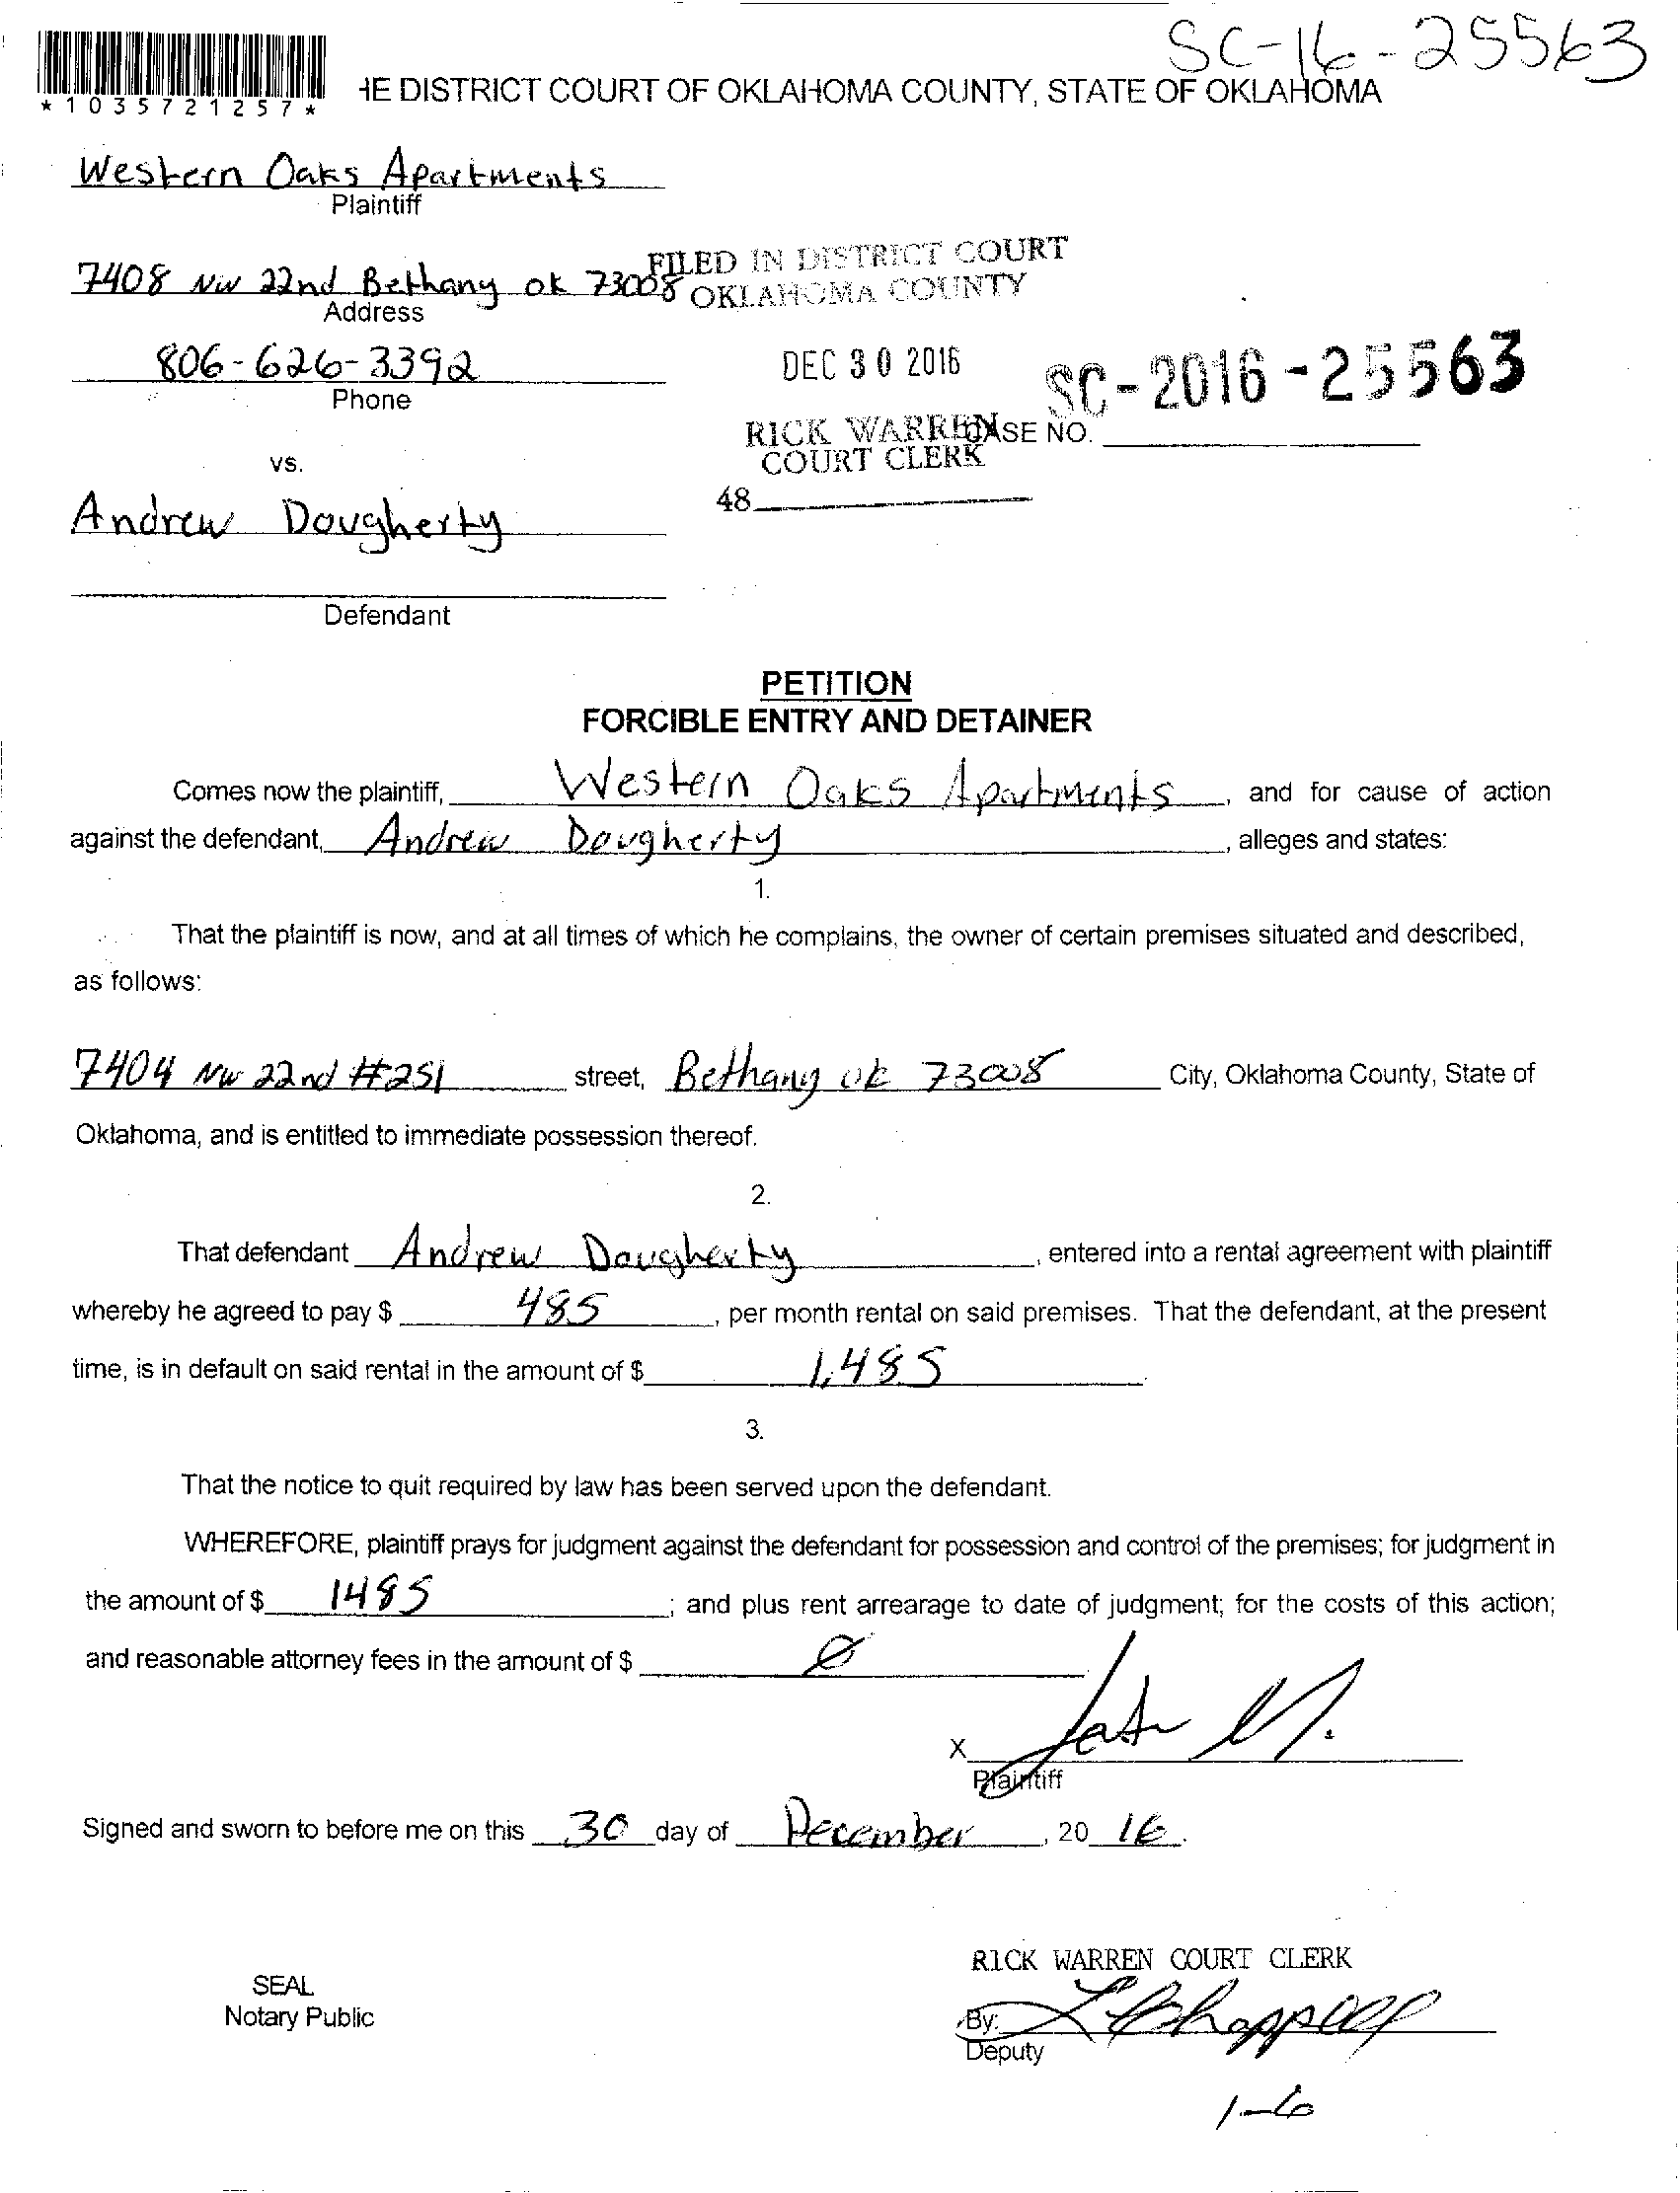 SC-16-25563
*1035721257*
HE DISTRICT COURT OF OKLAHOMA COUNTY, STATE OF OKLAHOMA
Western Oaks Apartments
Plaintiff
7408 NW 22nd Bethany ok 73008
FILED IN DISTRICT COURT
OKLAHOMA COUNTY
Address
806-626-3392
Phone
DEC 30 2016
SC-2016-25563
RICK WARREN
COURT CLERK
CASE NO.
vs.
48
Andrew Dougherty
Defendant
PETITION
FORCIBLE ENTRY AND DETAINER
Comes now the plaintiff, Western Oaks Apartments, and for cause of action
against the defendant, Andrew Dougherty, alleges and states:
1.
That the plaintiff is now, and at all times of which he complains, the owner of certain premises situated and described,
as follows:
7404 NW 22nd #251 street, Bethany ok 73008 City, Oklahoma County, State of
Oklahoma, and is entitled to immediate possession thereof.
2.
That defendant Andrew Dougherty, entered into a rental agreement with plaintiff
whereby he agreed to pay $ 485, per month rental on said premises. That the defendant, at the present
time, is in default on said rental in the amount of $ 1,485.
3.
That the notice to quit required by law has been served upon the defendant.
WHEREFORE, plaintiff prays for judgment against the defendant for possession and control of the premises; for judgment in
the amount of $ 1485; and plus rent arrearage to date of judgment; for the costs of this action;
and reasonable attorney fees in the amount of $ 0
X
Plaintiff
Signed and sworn to before me on this 30 day of December, 20 16.
RICK WARREN COURT CLERK
SEAL
Notary Public
By: L Chappell
Deputy
1-6